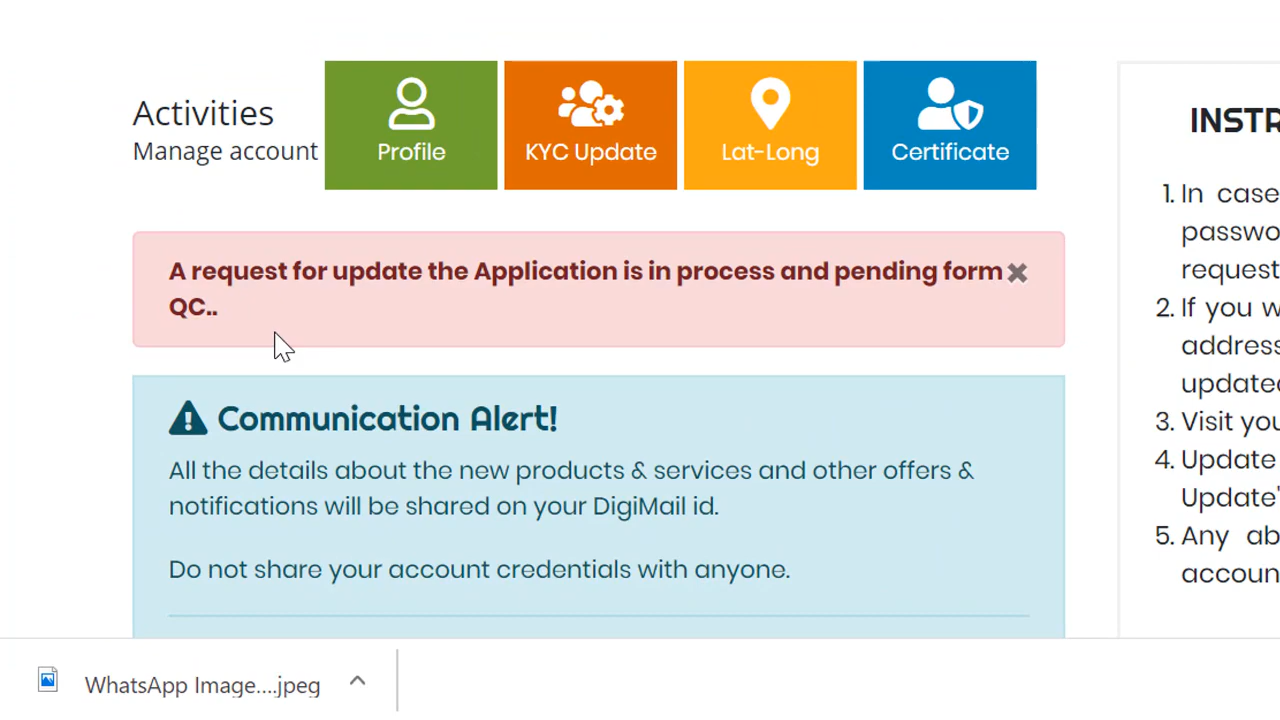 Activities
Manage account
Profile
KYC Update
Lat-Long
Certificate
A request for update the Application is in process and pending form
QC..
Communication Alert!
All the details about the new products & services and other offers &
notifications will be shared on your DigiMail id.
Do not share your account credentials with anyone.
INSTR
1. In case
passwo
request
2. If you w
address
updated
3. Visit you
4. Update
Update'
5. Any ab
accoun
WhatsApp Image....jpeg